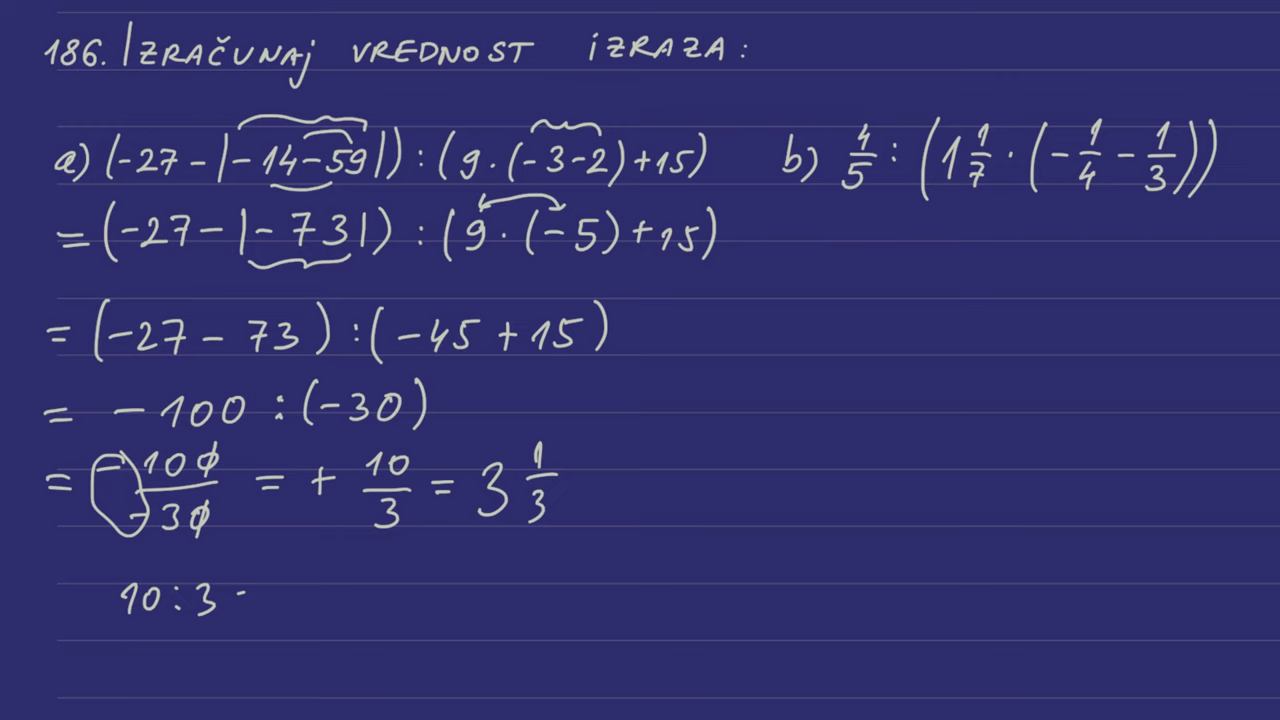 186. IZRAČUNAj VREDNOST iZRAZA:
a) (-27-|-14-59|):(9·(-3-2)+15)
b) 4/5:(1 1/7·(-1/4-1/3))
=(-27-|-73|):(9·(-5)+15)
=(-27-73):(-45+15)
= -100:(-30)
= -100/-30 = + 10/3 = 3 1/3
10:3 -